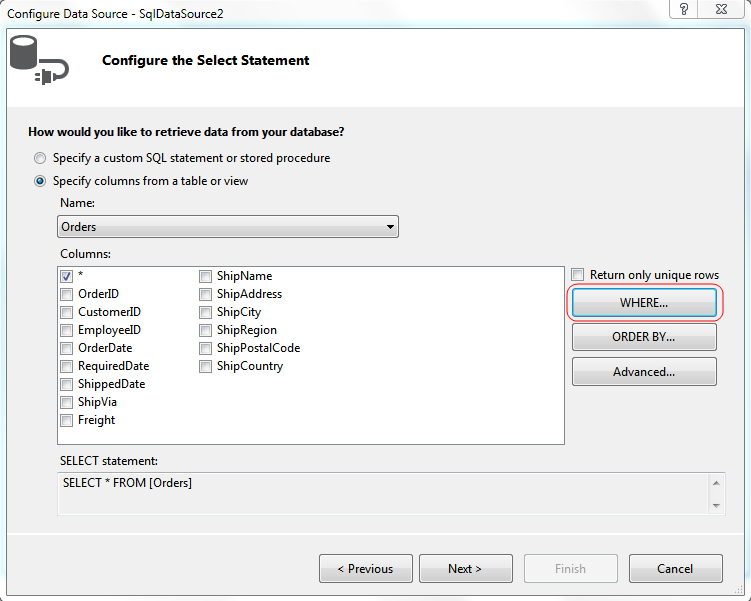 Configure Data Source - SqlDataSource2
?
Configure the Select Statement
How would you like to retrieve data from your database?
Specify a custom SQL statement or stored procedure
Specify columns from a table or view
Name:
Orders
Columns:
*
OrderID
CustomerID
EmployeeID
OrderDate
RequiredDate
ShippedDate
ShipVia
Freight
ShipName
ShipAddress
ShipCity
ShipRegion
ShipPostalCode
ShipCountry
Return only unique rows
WHERE...
ORDER BY...
Advanced...
SELECT statement:
SELECT * FROM [Orders]
< Previous
Next >
Finish
Cancel